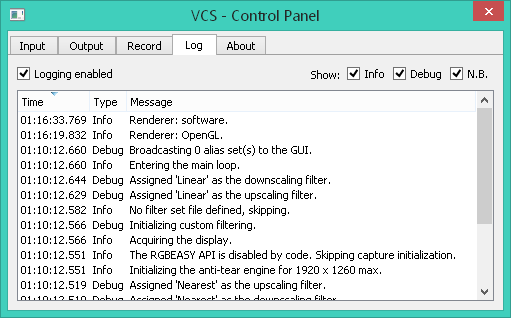 VCS - Control Panel
Input Output Record Log About
Logging enabled Show: Info Debug N.B.
Time Type Message
01:16:33.769 Info Renderer: software.
01:16:19.832 Info Renderer: OpenGL.
01:10:12.660 Debug Broadcasting 0 alias set(s) to the GUI.
01:10:12.660 Info Entering the main loop.
01:10:12.644 Debug Assigned 'Linear' as the downscaling filter.
01:10:12.629 Debug Assigned 'Linear' as the upscaling filter.
01:10:12.582 Info No filter set file defined, skipping.
01:10:12.566 Debug Initializing custom filtering.
01:10:12.566 Info Acquiring the display.
01:10:12.551 Info The RGBEASY API is disabled by code. Skipping capture initialization.
01:10:12.551 Info Initializing the anti-tear engine for 1920 x 1260 max.
01:10:12.519 Debug Assigned 'Nearest' as the upscaling filter.
01:10:12.519 Debug Assigned 'Nearest' as the downscaling filter.